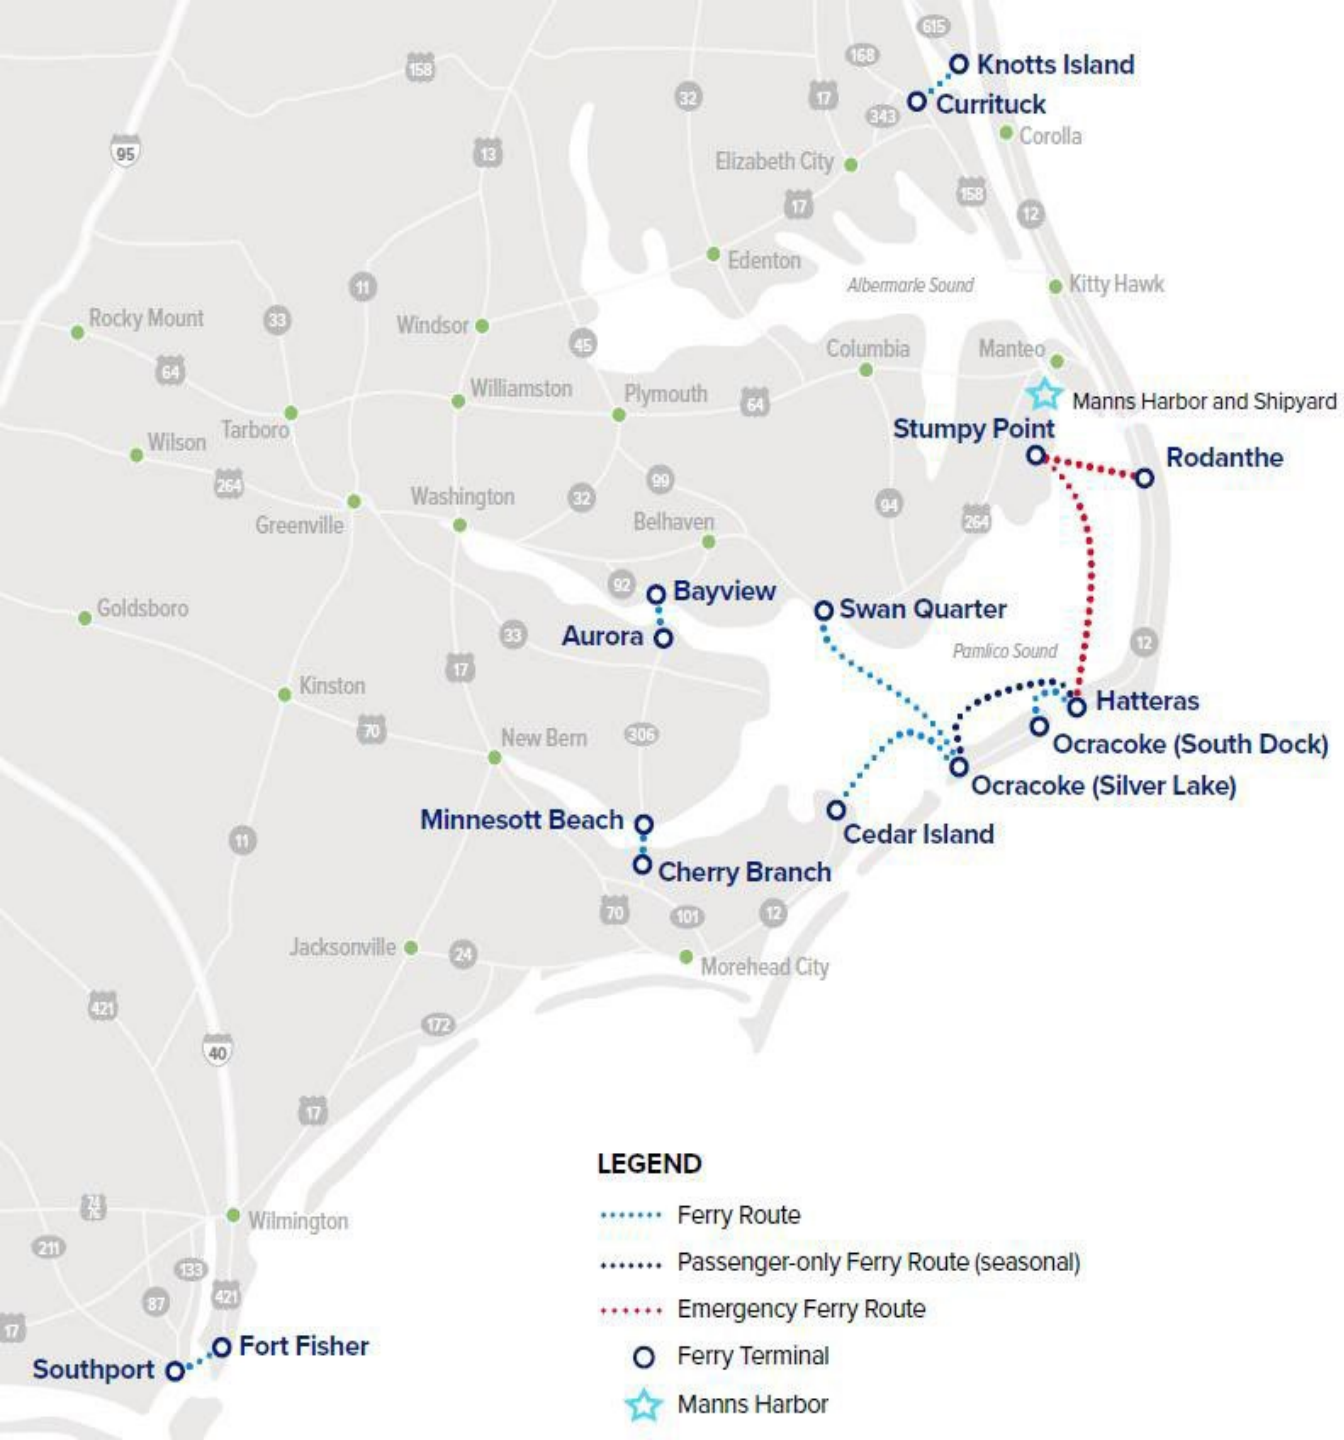 615
168
Knotts Island
158
32
17
Currituck
343
Corolla
95
13
Elizabeth City
158
17
12
Edenton
Albermarle Sound
Kitty Hawk
11
Rocky Mount
33
Windsor
45
Columbia
Manteo
64
Williamston
Plymouth
64
Manns Harbor and Shipyard
Tarboro
Stumpy Point
Wilson
Rodanthe
264
99
Washington
32
94
Greenville
Belhaven
264
92
Bayview
Goldsboro
Swan Quarter
33
Aurora
12
Pamlico Sound
17
Kinston
Hatteras
70
New Bern
306
Ocracoke (South Dock)
Ocracoke (Silver Lake)
Minnesott Beach
Cedar Island
11
Cherry Branch
70
101
12
Jacksonville
24
Morehead City
421
172
40
17
LEGEND
Ferry Route
Passenger-only Ferry Route (seasonal)
Emergency Ferry Route
Ferry Terminal
Manns Harbor
Wilmington
211
133
87
421
17
Fort Fisher
Southport